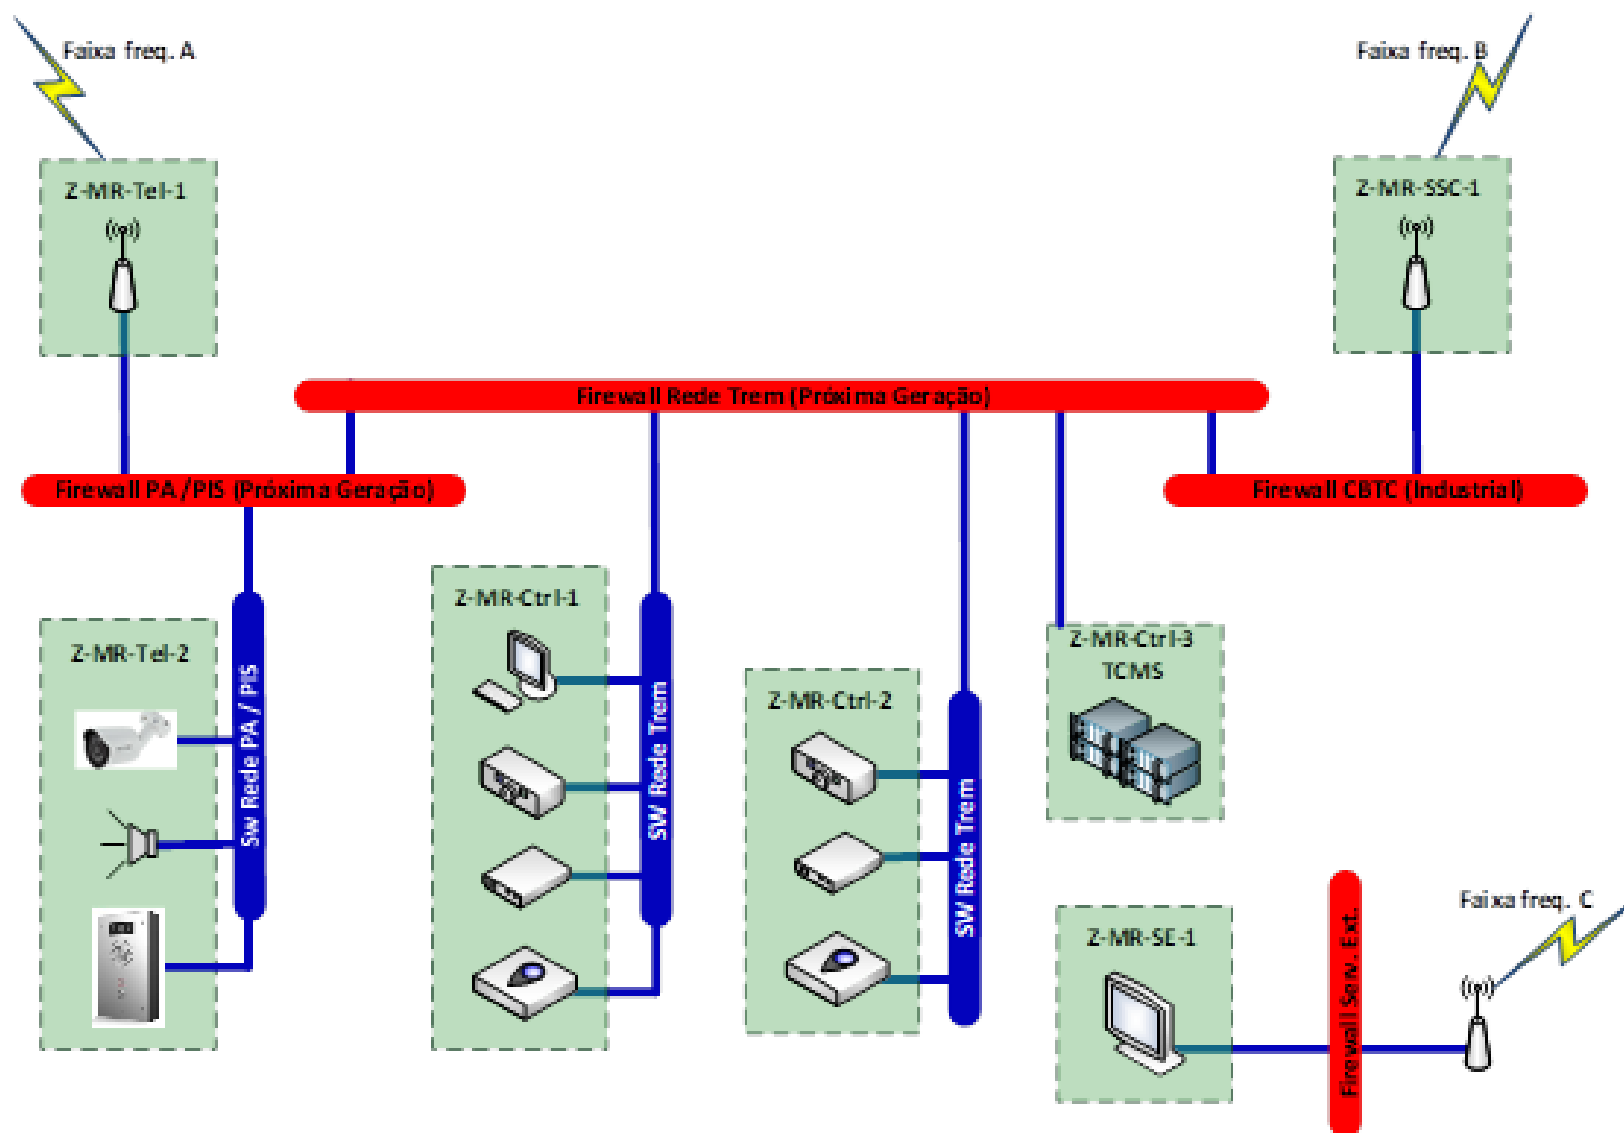 Faixa freq. A
Faixa freq. B
Z-MR-Tel-1
Z-MR-SSC-1
Firewall Rede Trem (Próxima Geração)
Firewall PA /PIS (Próxima Geração)
Firewall CBTC (Industrial)
Z-MR-Tel-2
Sw Rede PA / PIS
Z-MR-Ctrl-1
SW Rede Trem
Z-MR-Ctrl-2
SW Rede Trem
Z-MR-Ctrl-3
TCMS
Z-MR-SE-1
Firewall Serv. Ext.
Faixa freq. C